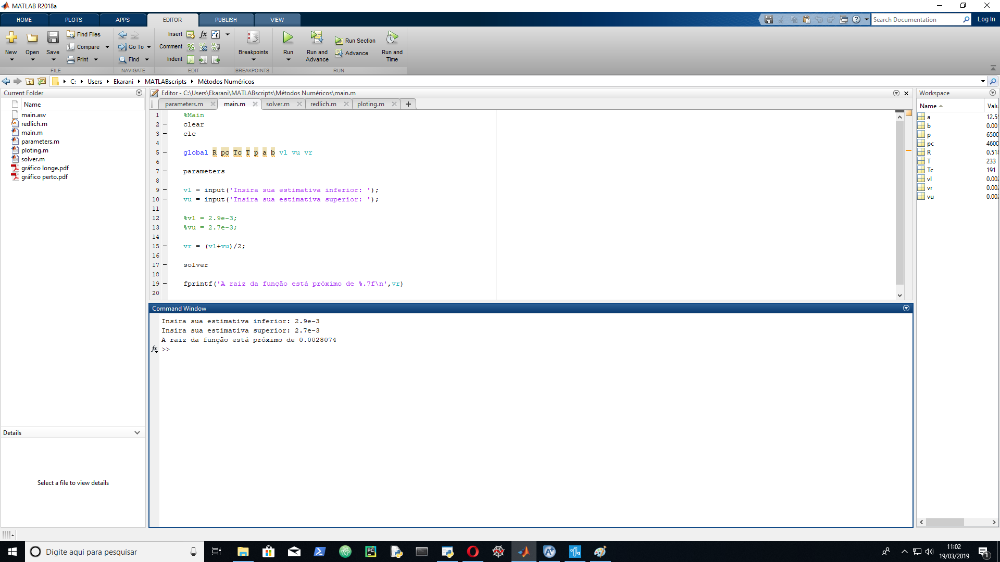 MATLAB R2018a
HOME PLOTS APPS EDITOR PUBLISH VIEW
Search Documentation
Log In
New
Open
Save
Find Files
Compare
Print
FILE
Go To
Find
NAVIGATE
Insert fx
Comment
Indent
EDIT
Breakpoints
BREAKPOINTS
Run
Run and Advance
Run Section
Advance
Run and Time
RUN
C: Users Ekarani MATLABscripts Métodos Numéricos
Current Folder
Name
main.asv
redlich.m
main.m
parameters.m
ploting.m
solver.m
gráfico longe.pdf
gráfico perto.pdf
Details
Select a file to view details
Editor - C:\Users\Ekarani\MATLABscripts\Métodos Numéricos\main.m
parameters.m main.m solver.m redlich.m ploting.m
1 %Main
2 clear
3 clc
4
5 global R pc Tc T p a b vl vu vr
6
7 parameters
8
9 vl = input('Insira sua estimativa inferior: ');
10 vu = input('Insira sua estimativa superior: ');
11
12 %vl = 2.9e-3;
13 %vu = 2.7e-3;
14
15 vr = (vl+vu)/2;
16
17 solver
18
19 fprintf('A raiz da função está próximo de %.7f\n',vr)
20
Command Window
Insira sua estimativa inferior: 2.9e-3
Insira sua estimativa superior: 2.7e-3
A raiz da função está próximo de 0.0028074
fx >>
Workspace
Name Valu
a 12.5
b 0.00
p 6500
pc 4600
R 0.518
T 233
Tc 191
vl 0.002
vr 0.002
vu 0.002
Digite aqui para pesquisar
11:02
19/03/2019
1